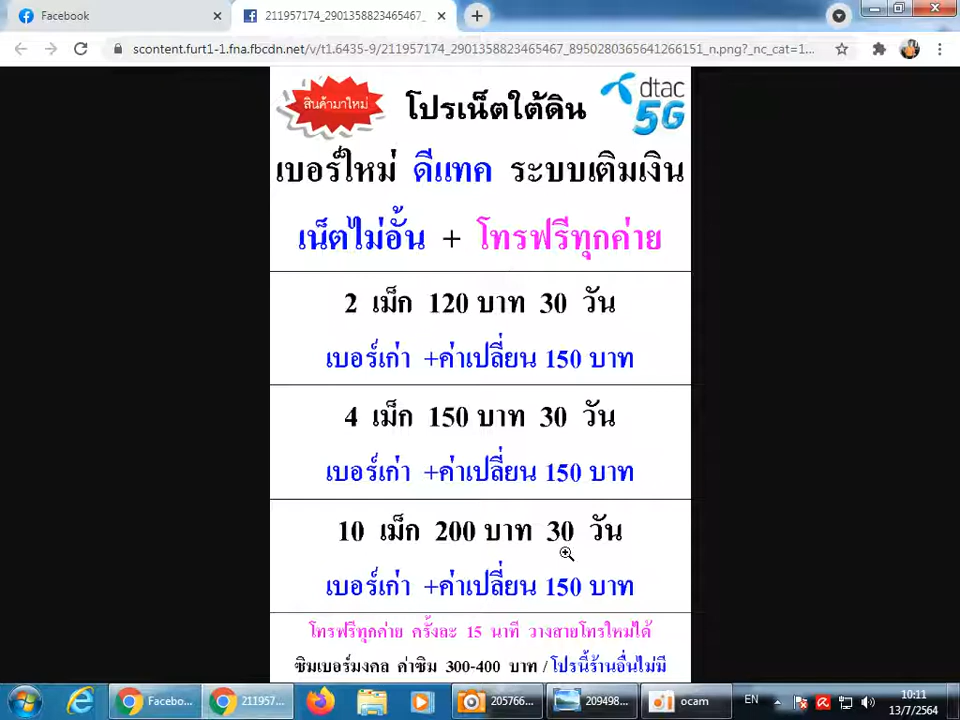 Facebook
211957174_2901358823465467_
scontent.furt1-1.fna.fbcdn.net/v/t1.6435-9/211957174_2901358823465467_8950280365641266151_n.png?_nc_cat=1...
สินค้ามาใหม่
โปรเน็ตใต้ดิน
dtac
5G
เบอร์ใหม่ ดีแทค ระบบเติมเงิน
เน็ตไม่อั้น + โทรฟรีทุกค่าย
2 เม็ก 120 บาท 30 วัน
เบอร์เก่า +ค่าเปลี่ยน 150 บาท
4 เม็ก 150 บาท 30 วัน
เบอร์เก่า +ค่าเปลี่ยน 150 บาท
10 เม็ก 200 บาท 30 วัน
เบอร์เก่า +ค่าเปลี่ยน 150 บาท
โทรฟรีทุกค่าย ครั้งละ 15 นาที วางสายโทรใหม่ได้
ซิมเบอร์มงคล ค่าซิม 300-400 บาท / โปรนี้ร้านอื่นไม่มี
Facebo...
211957...
205766...
209498...
ocam
EN
10:11
13/7/2564